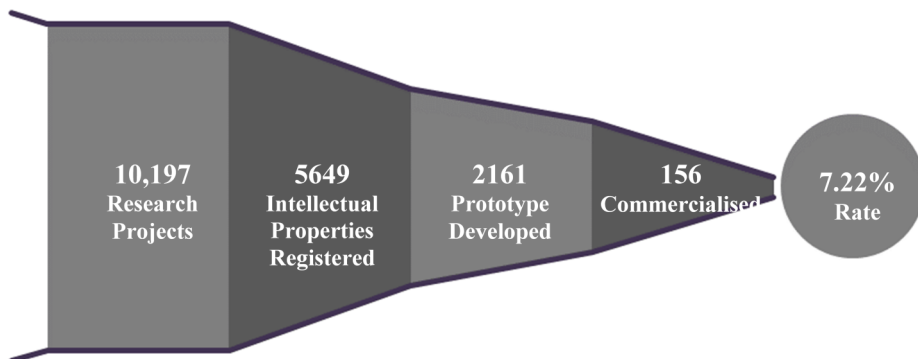 10,197
Research
Projects
5649
Intellectual
Properties
Registered
2161
Prototype
Developed
156
Commercialised
7.22%
Rate